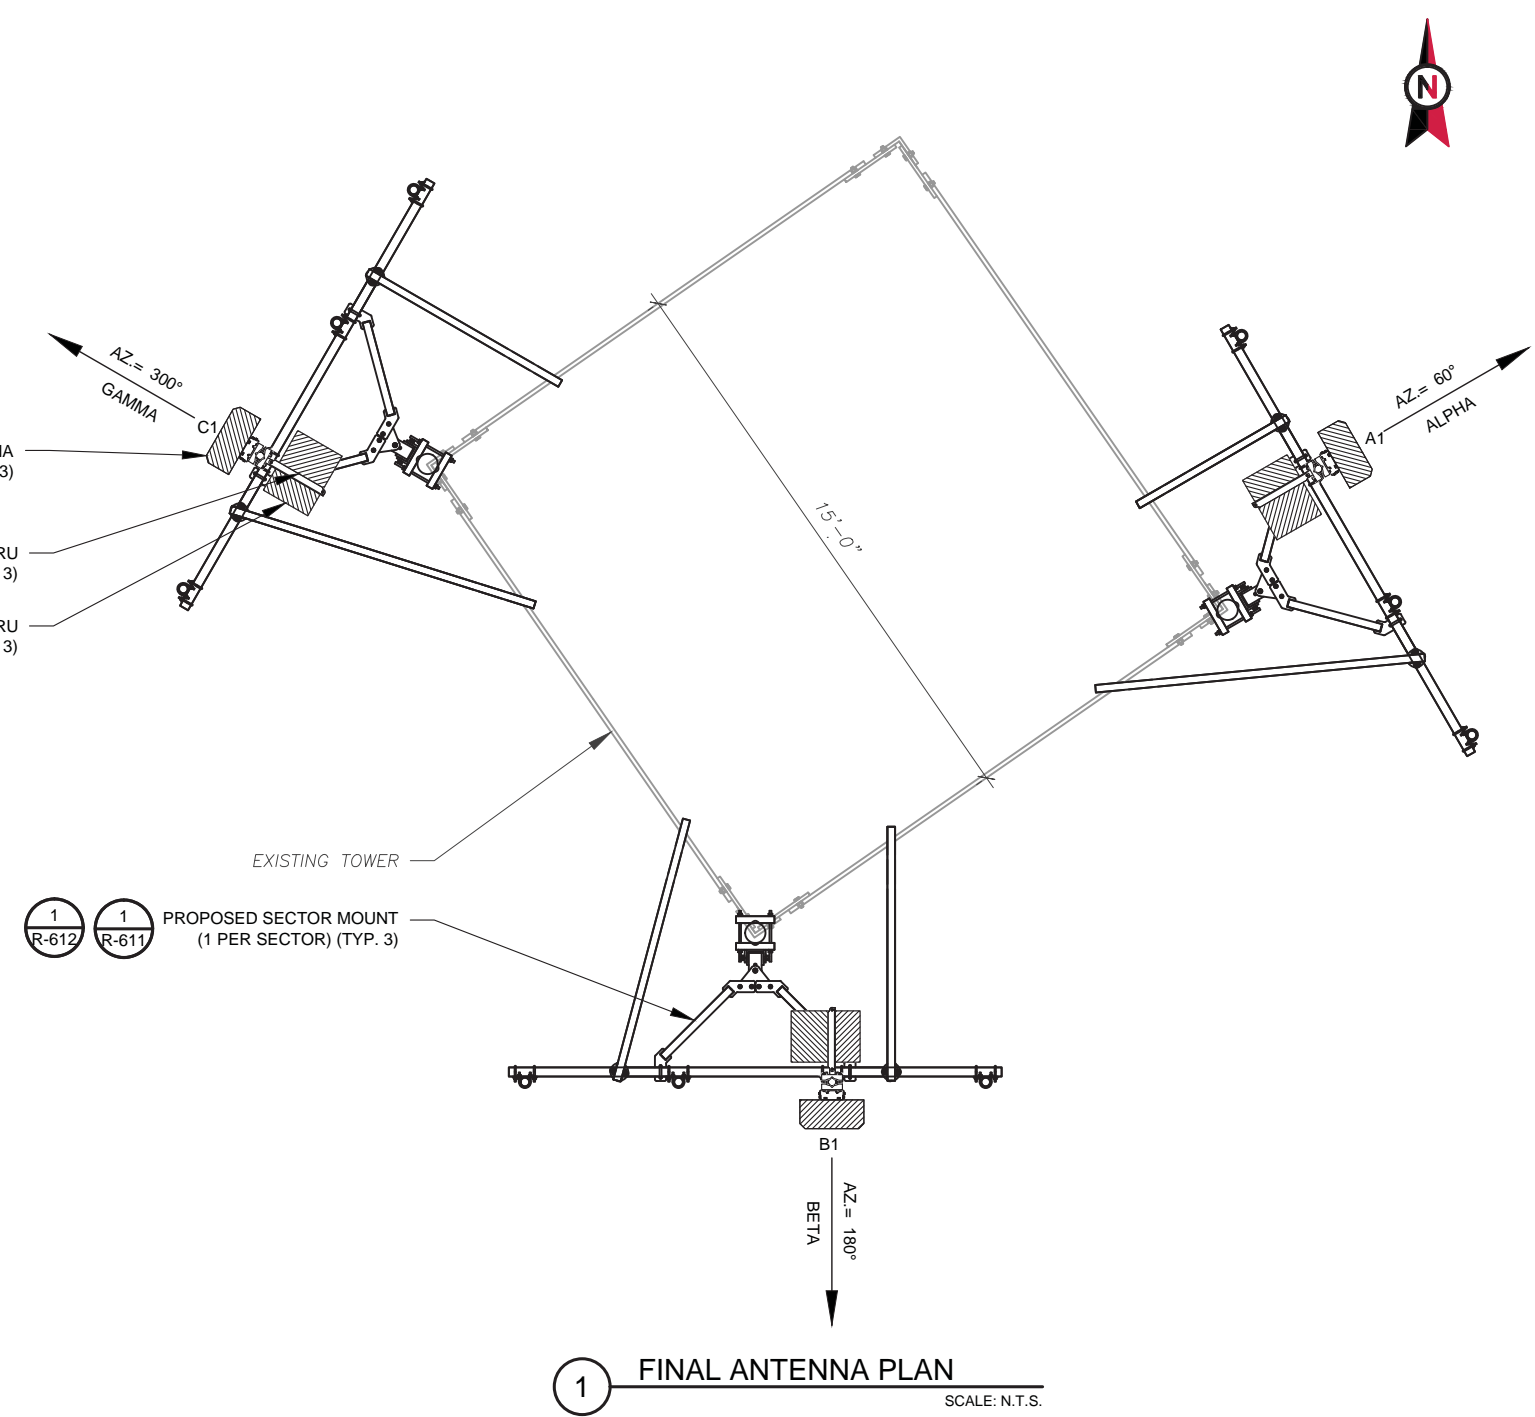 N
AZ.= 300°
GAMMA
C1
AZ.= 60°
ALPHA
A1
3)
RU
3)
RU
3)
15'-0"
EXISTING TOWER
1
R-612
1
R-611
PROPOSED SECTOR MOUNT
(1 PER SECTOR) (TYP. 3)
B1
AZ.= 180°
BETA
1
FINAL ANTENNA PLAN
SCALE: N.T.S.